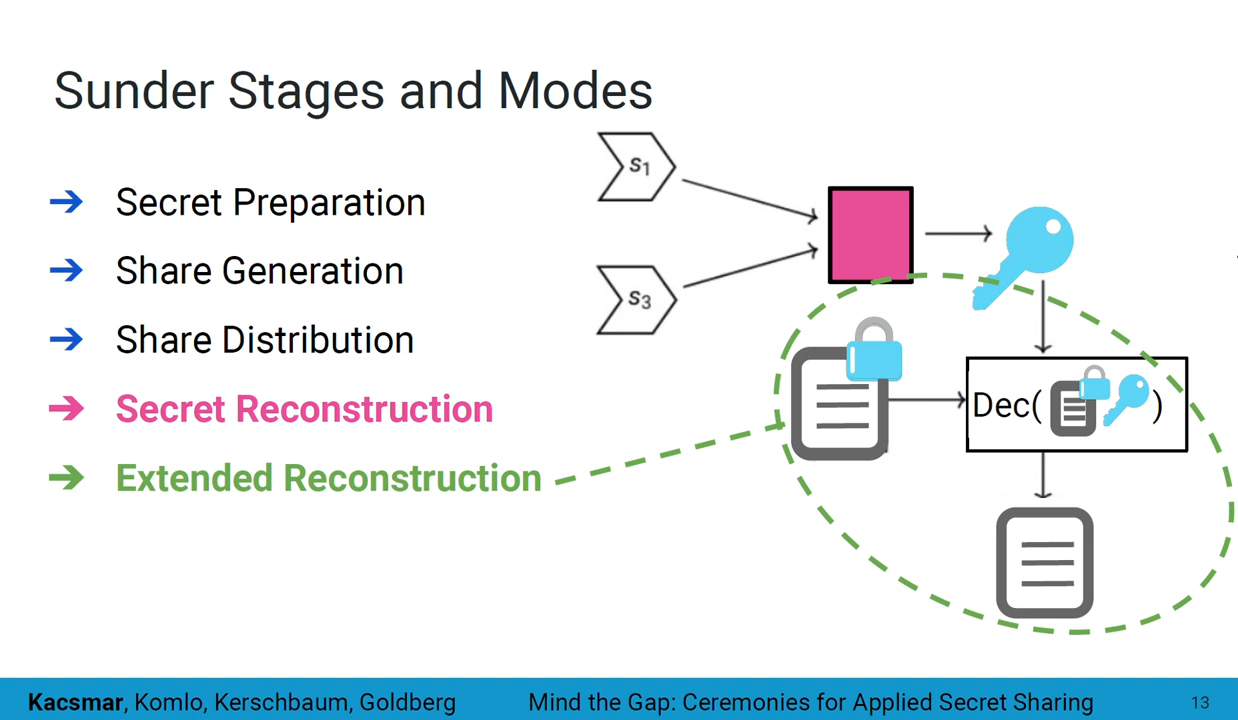 Sunder Stages and Modes
➔ Secret Preparation
➔ Share Generation
➔ Share Distribution
➔ Secret Reconstruction
➔ Extended Reconstruction
s₁
s₃
Dec( )
Kacsmar, Komlo, Kerschbaum, Goldberg
Mind the Gap: Ceremonies for Applied Secret Sharing
13